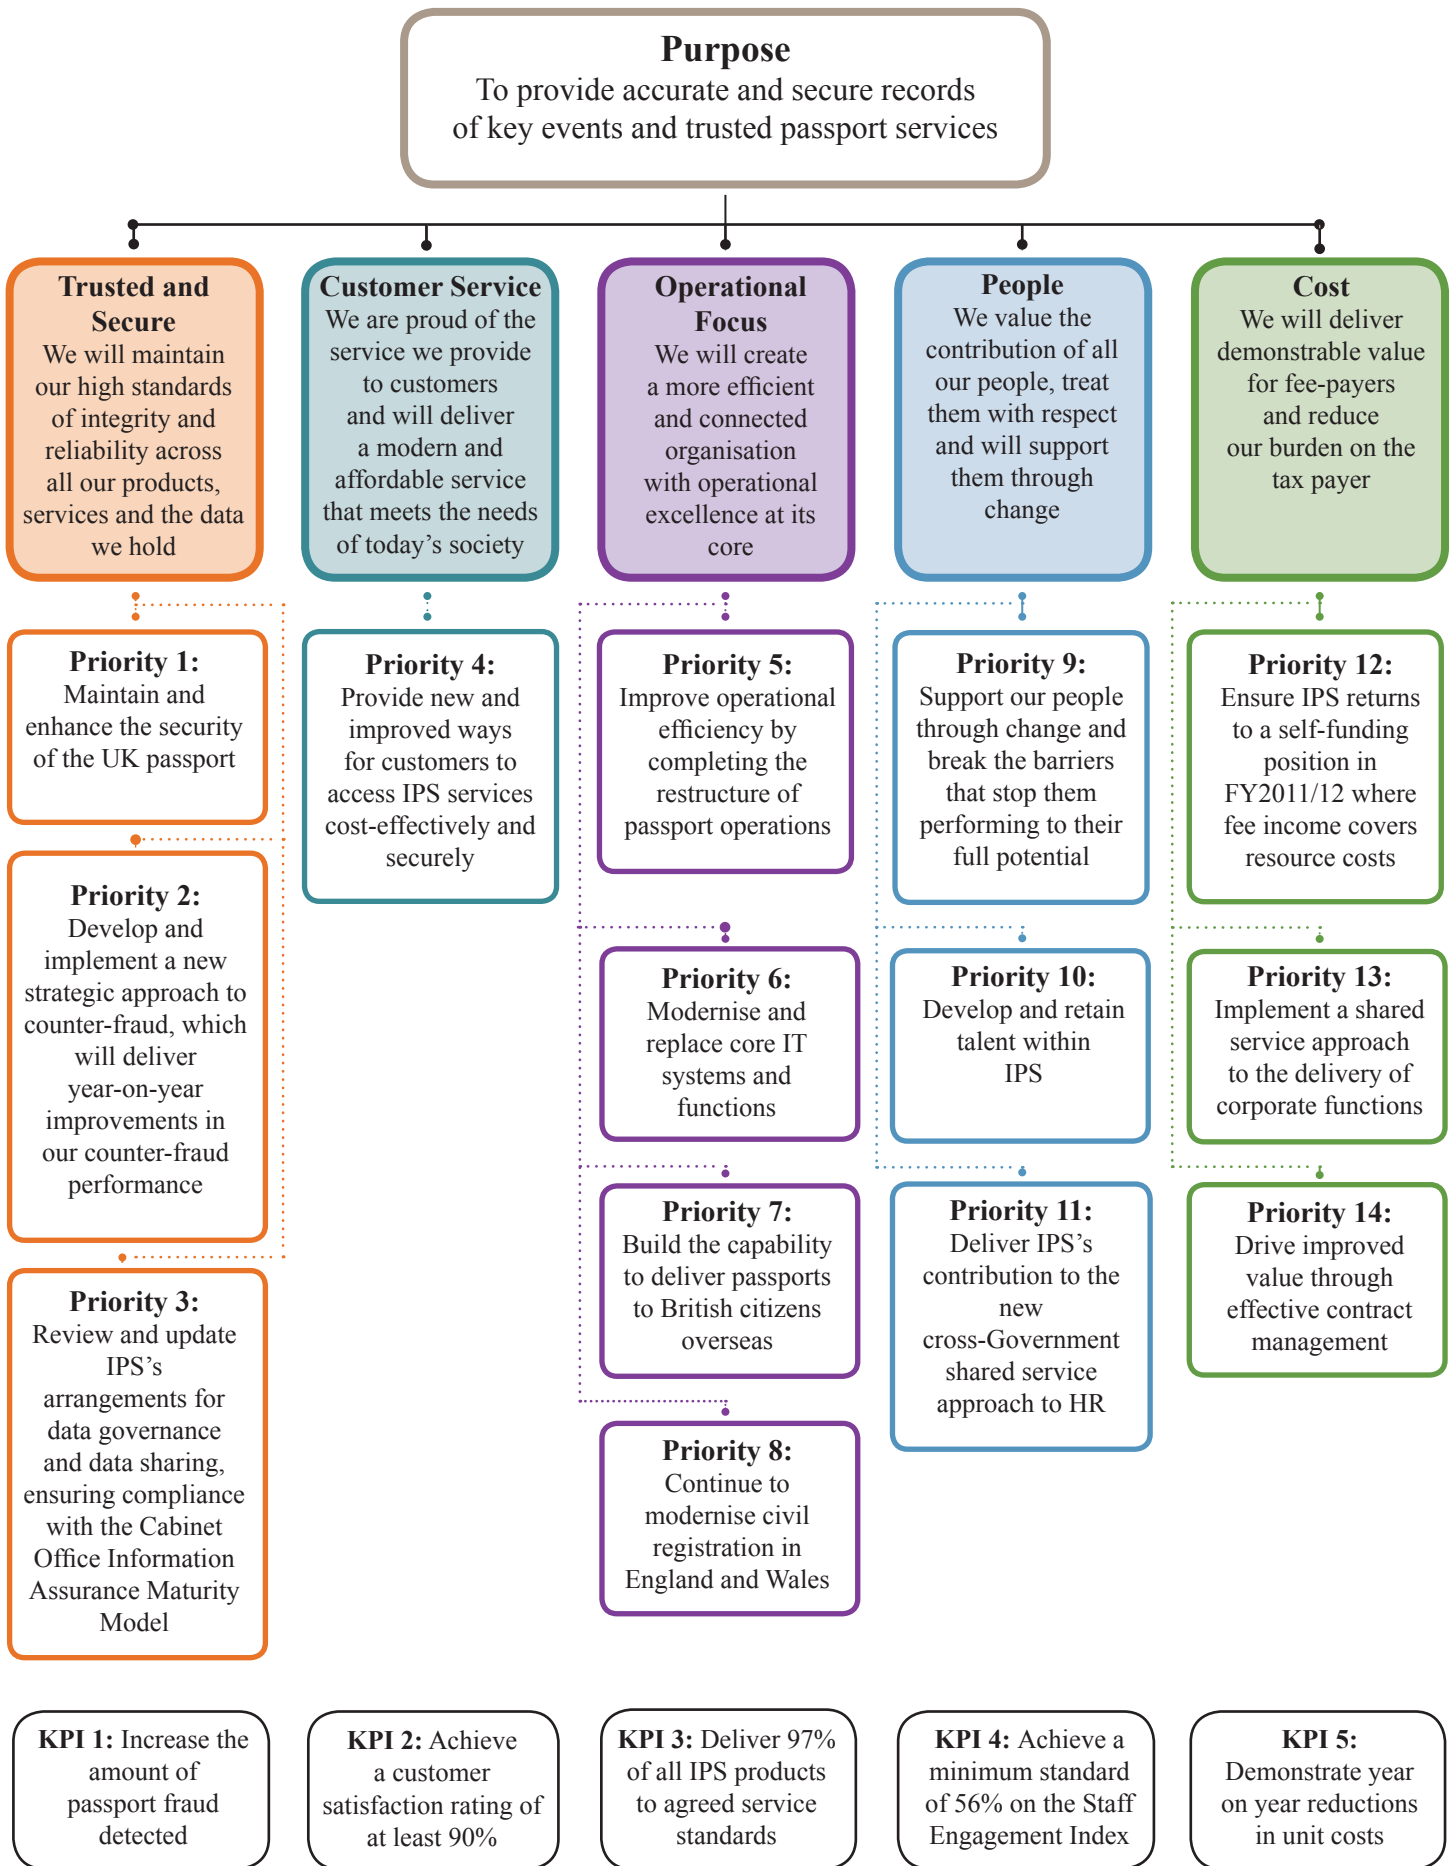 Purpose
To provide accurate and secure records
of key events and trusted passport services
Trusted and
Secure
We will maintain
our high standards
of integrity and
reliability across
all our products,
services and the data
we hold
Customer Service
We are proud of the
service we provide
to customers
and will deliver
a modern and
affordable service
that meets the needs
of today’s society
Operational
Focus
We will create
a more efficient
and connected
organisation
with operational
excellence at its
core
People
We value the
contribution of all
our people, treat
them with respect
and will support
them through
change
Cost
We will deliver
demonstrable value
for fee-payers
and reduce
our burden on the
tax payer
Priority 1:
Maintain and
enhance the security
of the UK passport
Priority 2:
Develop and
implement a new
strategic approach to
counter-fraud, which
will deliver
year-on-year
improvements in
our counter-fraud
performance
Priority 3:
Review and update
IPS’s
arrangements for
data governance
and data sharing,
ensuring compliance
with the Cabinet
Office Information
Assurance Maturity
Model
Priority 4:
Provide new and
improved ways
for customers to
access IPS services
cost-effectively and
securely
Priority 5:
Improve operational
efficiency by
completing the
restructure of
passport operations
Priority 6:
Modernise and
replace core IT
systems and
functions
Priority 7:
Build the capability
to deliver passports
to British citizens
overseas
Priority 8:
Continue to
modernise civil
registration in
England and Wales
Priority 9:
Support our people
through change and
break the barriers
that stop them
performing to their
full potential
Priority 10:
Develop and retain
talent within
IPS
Priority 11:
Deliver IPS’s
contribution to the
new
cross-Government
shared service
approach to HR
Priority 12:
Ensure IPS returns
to a self-funding
position in
FY2011/12 where
fee income covers
resource costs
Priority 13:
Implement a shared
service approach
to the delivery of
corporate functions
Priority 14:
Drive improved
value through
effective contract
management
KPI 1: Increase the
amount of
passport fraud
detected
KPI 2: Achieve
a customer
satisfaction rating of
at least 90%
KPI 3: Deliver 97%
of all IPS products
to agreed service
standards
KPI 4: Achieve a
minimum standard
of 56% on the Staff
Engagement Index
KPI 5:
Demonstrate year
on year reductions
in unit costs